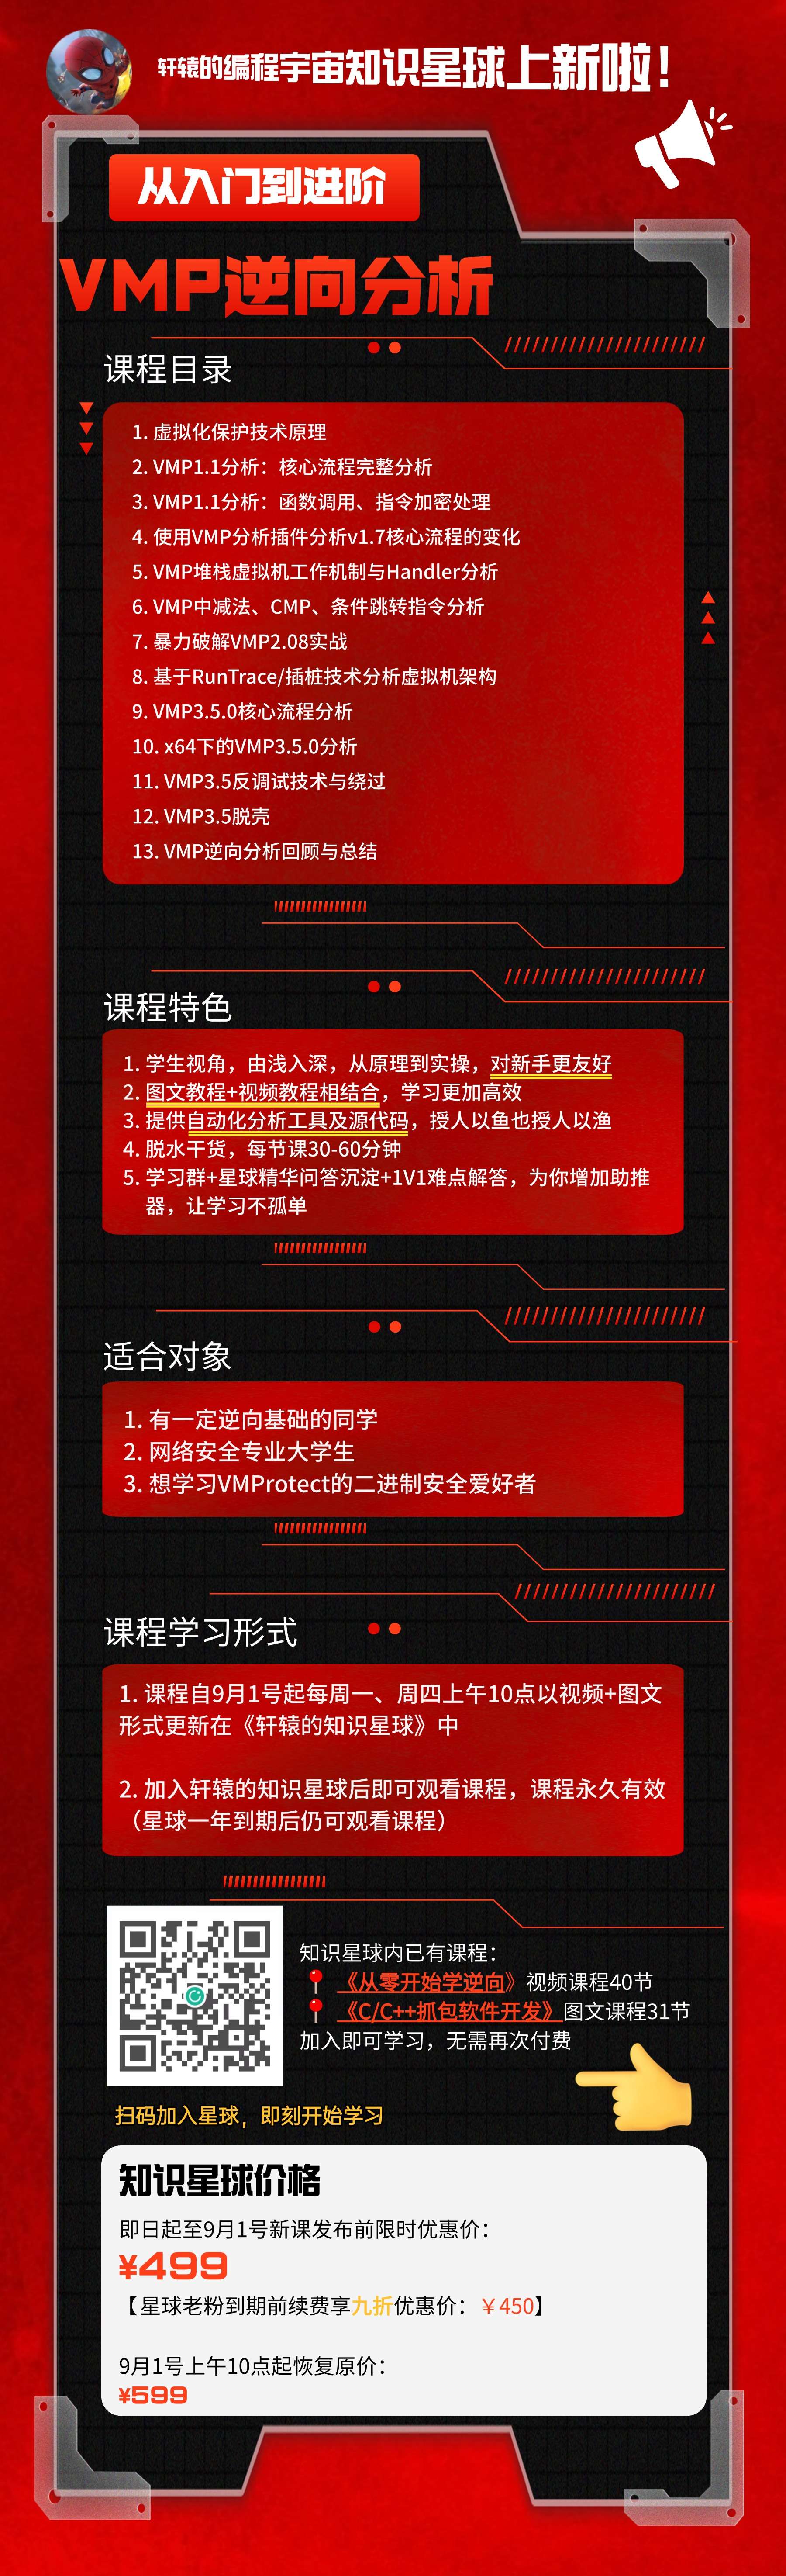 轩辕的编程宇宙知识星球上新啦!
从入门到进阶
VMP逆向分析
课程目录
1. 虚拟化保护技术原理
2. VMP1.1分析：核心流程完整分析
3. VMP1.1分析：函数调用、指令加密处理
4. 使用VMP分析插件分析v1.7核心流程的变化
5. VMP堆栈虚拟机工作机制与Handler分析
6. VMP中减法、CMP、条件跳转指令分析
7. 暴力破解VMP2.08实战
8. 基于RunTrace/插桩技术分析虚拟机架构
9. VMP3.5.0核心流程分析
10. x64下的VMP3.5.0分析
11. VMP3.5反调试技术与绕过
12. VMP3.5脱壳
13. VMP逆向分析回顾与总结
课程特色
1. 学生视角，由浅入深，从原理到实操，对新手更友好
2. 图文教程+视频教程相结合，学习更加高效
3. 提供自动化分析工具及源代码，授人以鱼也授人以渔
4. 脱水干货，每节课30-60分钟
5. 学习群+星球精华问答沉淀+1V1难点解答，为你增加助推
器，让学习不孤单
适合对象
1. 有一定逆向基础的同学
2. 网络安全专业大学生
3. 想学习VMProtect的二进制安全爱好者
课程学习形式
1. 课程自9月1号起每周一、周四上午10点以视频+图文
形式更新在《轩辕的知识星球》中
2. 加入轩辕的知识星球后即可观看课程，课程永久有效
（星球一年到期后仍可观看课程）
知识星球内已有课程：
《从零开始学逆向》视频课程40节
《C/C++抓包软件开发》图文课程31节
加入即可学习，无需再次付费
扫码加入星球，即刻开始学习
知识星球价格
即日起至9月1号新课发布前限时优惠价：
¥499
【星球老粉到期前续费享九折优惠价：￥450】
9月1号上午10点起恢复原价：
¥599